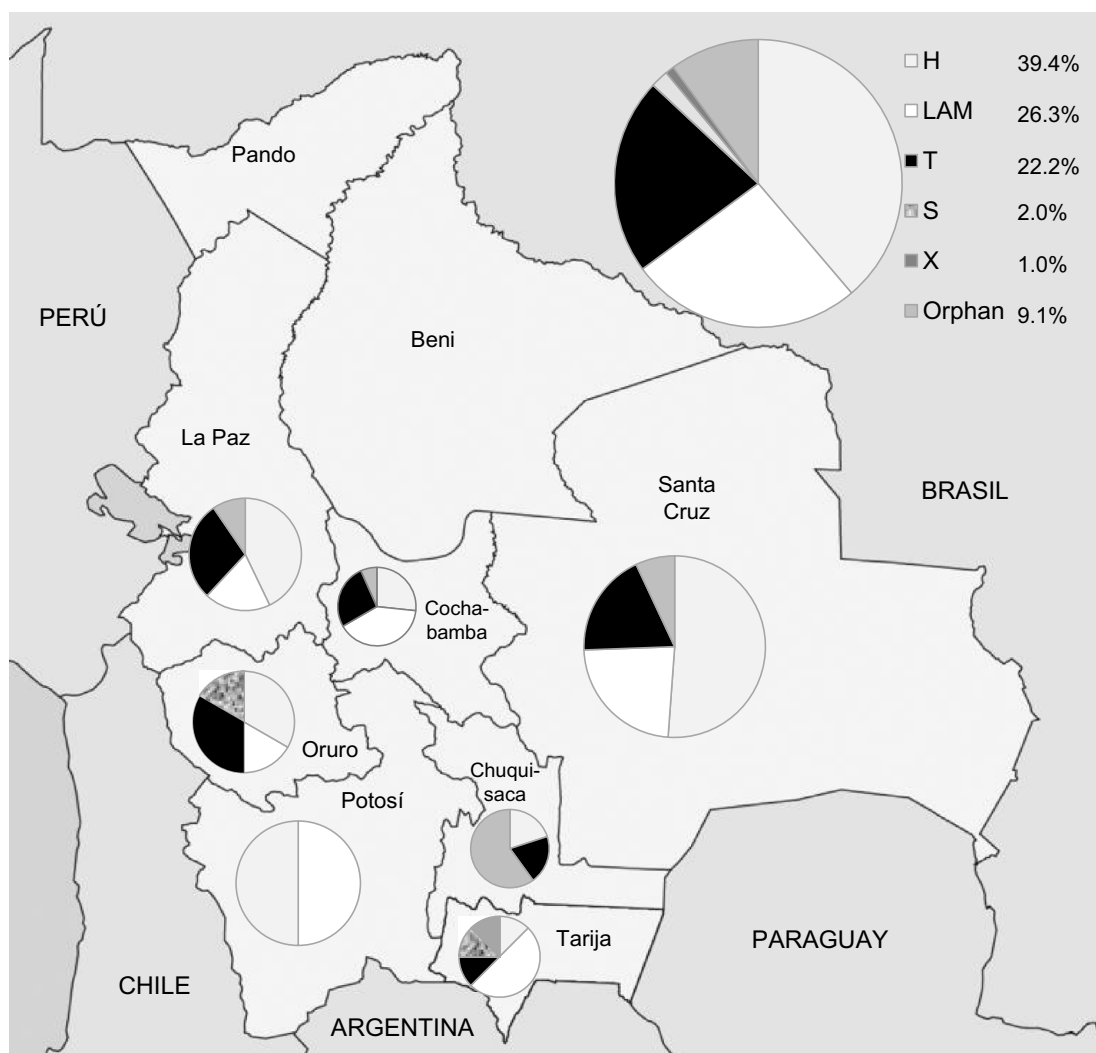 H 39.4%
LAM 26.3%
T 22.2%
S 2.0%
X 1.0%
Orphan 9.1%
Pando
PERÚ
Beni
La Paz
Santa
Cruz
BRASIL
Cocha-
bamba
Oruro
Chuqui-
saca
Potosí
Tarija
PARAGUAY
CHILE
ARGENTINA